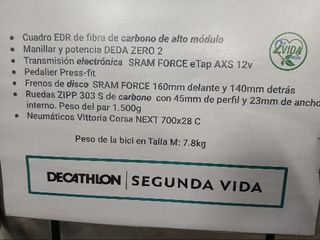 Cuadro EDR de fibra de carbono de alto módulo
Manillar y potencia DEDA ZERO 2
Transmisión electrónica SRAM FORCE eTap AXS 12v
Pedalier Press-fit
Frenos de disco SRAM FORCE 160mm delante y 140mm detrás
Ruedas ZIPP 303 S de carbono con 45mm de perfil y 23mm de ancho
interno. Peso del par 1.500g
Neumáticos Vittoria Corsa NEXT 700x28 C
2VIDA
Peso de la bici en Talla M: 7.8kg
DECATHLON | SEGUNDA VIDA